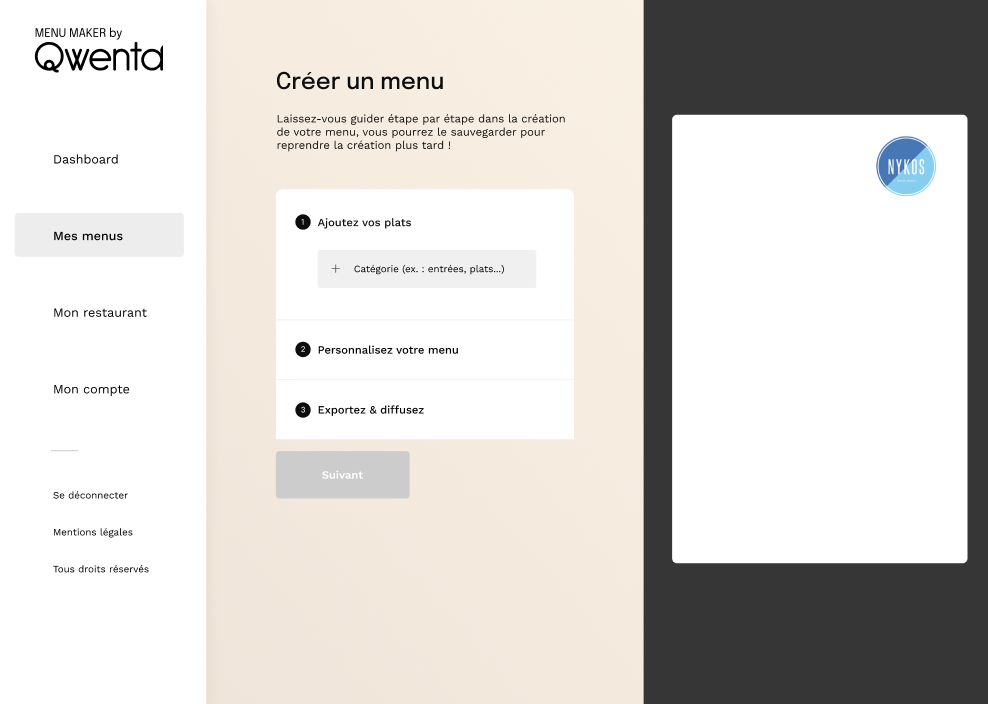 MENU MAKER by
Qwenta
Dashboard
Mes menus
Mon restaurant
Mon compte
Se déconnecter
Mentions légales
Tous droits réservés
Créer un menu
Laissez-vous guider étape par étape dans la création
de votre menu, vous pourrez le sauvegarder pour
reprendre la création plus tard !
1 Ajoutez vos plats
+ Catégorie (ex. : entrées, plats...)
2 Personnalisez votre menu
3 Exportez & diffusez
Suivant
NYKOS